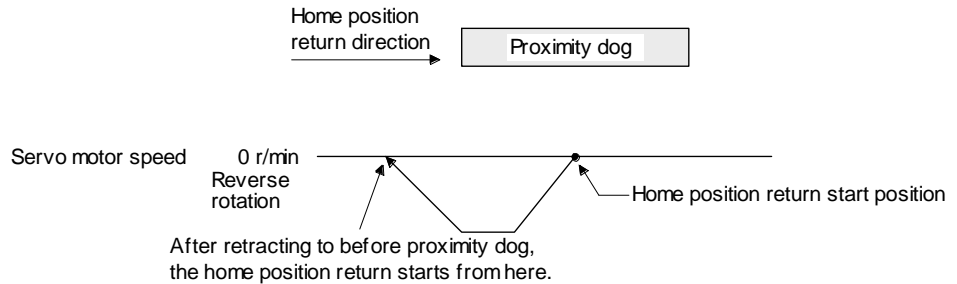 Home position
return direction
Proximity dog
Servo motor speed 0 r/min
Reverse
rotation
Home position return start position
After retracting to before proximity dog,
the home position return starts from here.